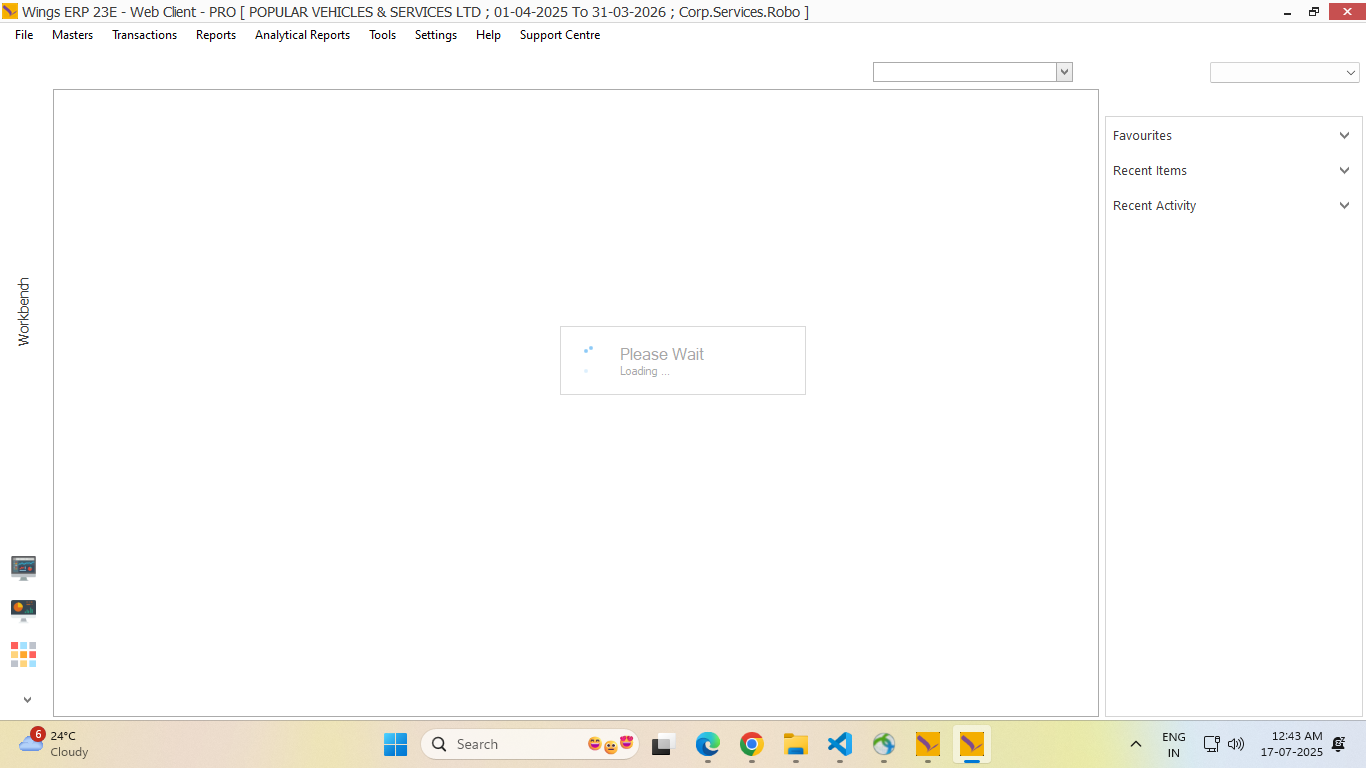 Wings ERP 23E - Web Client - PRO [ POPULAR VEHICLES & SERVICES LTD ; 01-04-2025 To 31-03-2026 ; Corp.Services.Robo ]
File Masters Transactions Reports Analytical Reports Tools Settings Help Support Centre
Favourites
Recent Items
Recent Activity
Workbench
Please Wait
Loading ...
6
24°C
Cloudy
Search
ENG
IN
12:43 AM
17-07-2025